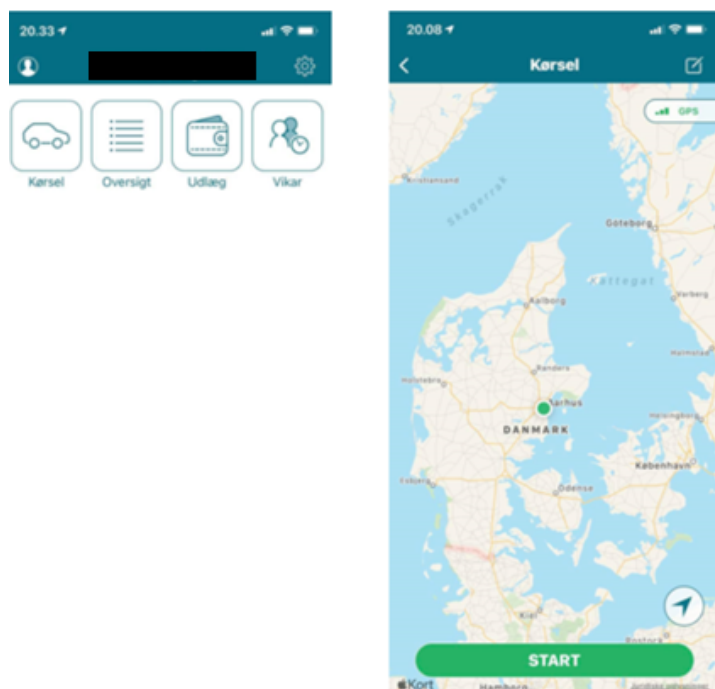 20.33
Kørsel
Oversigt
Udlæg
Vikar
20.08
Kørsel
GPS
Kristiansand
Skagerrak
Göteborg
Kattegat
Varberg
Aalborg
Halmstad
Randers
Holstebro
Aarhus
Helsingborg
DANMARK
København
Esbjerg
Odense
Kiel
Rostock
START
Kort
Hamborg